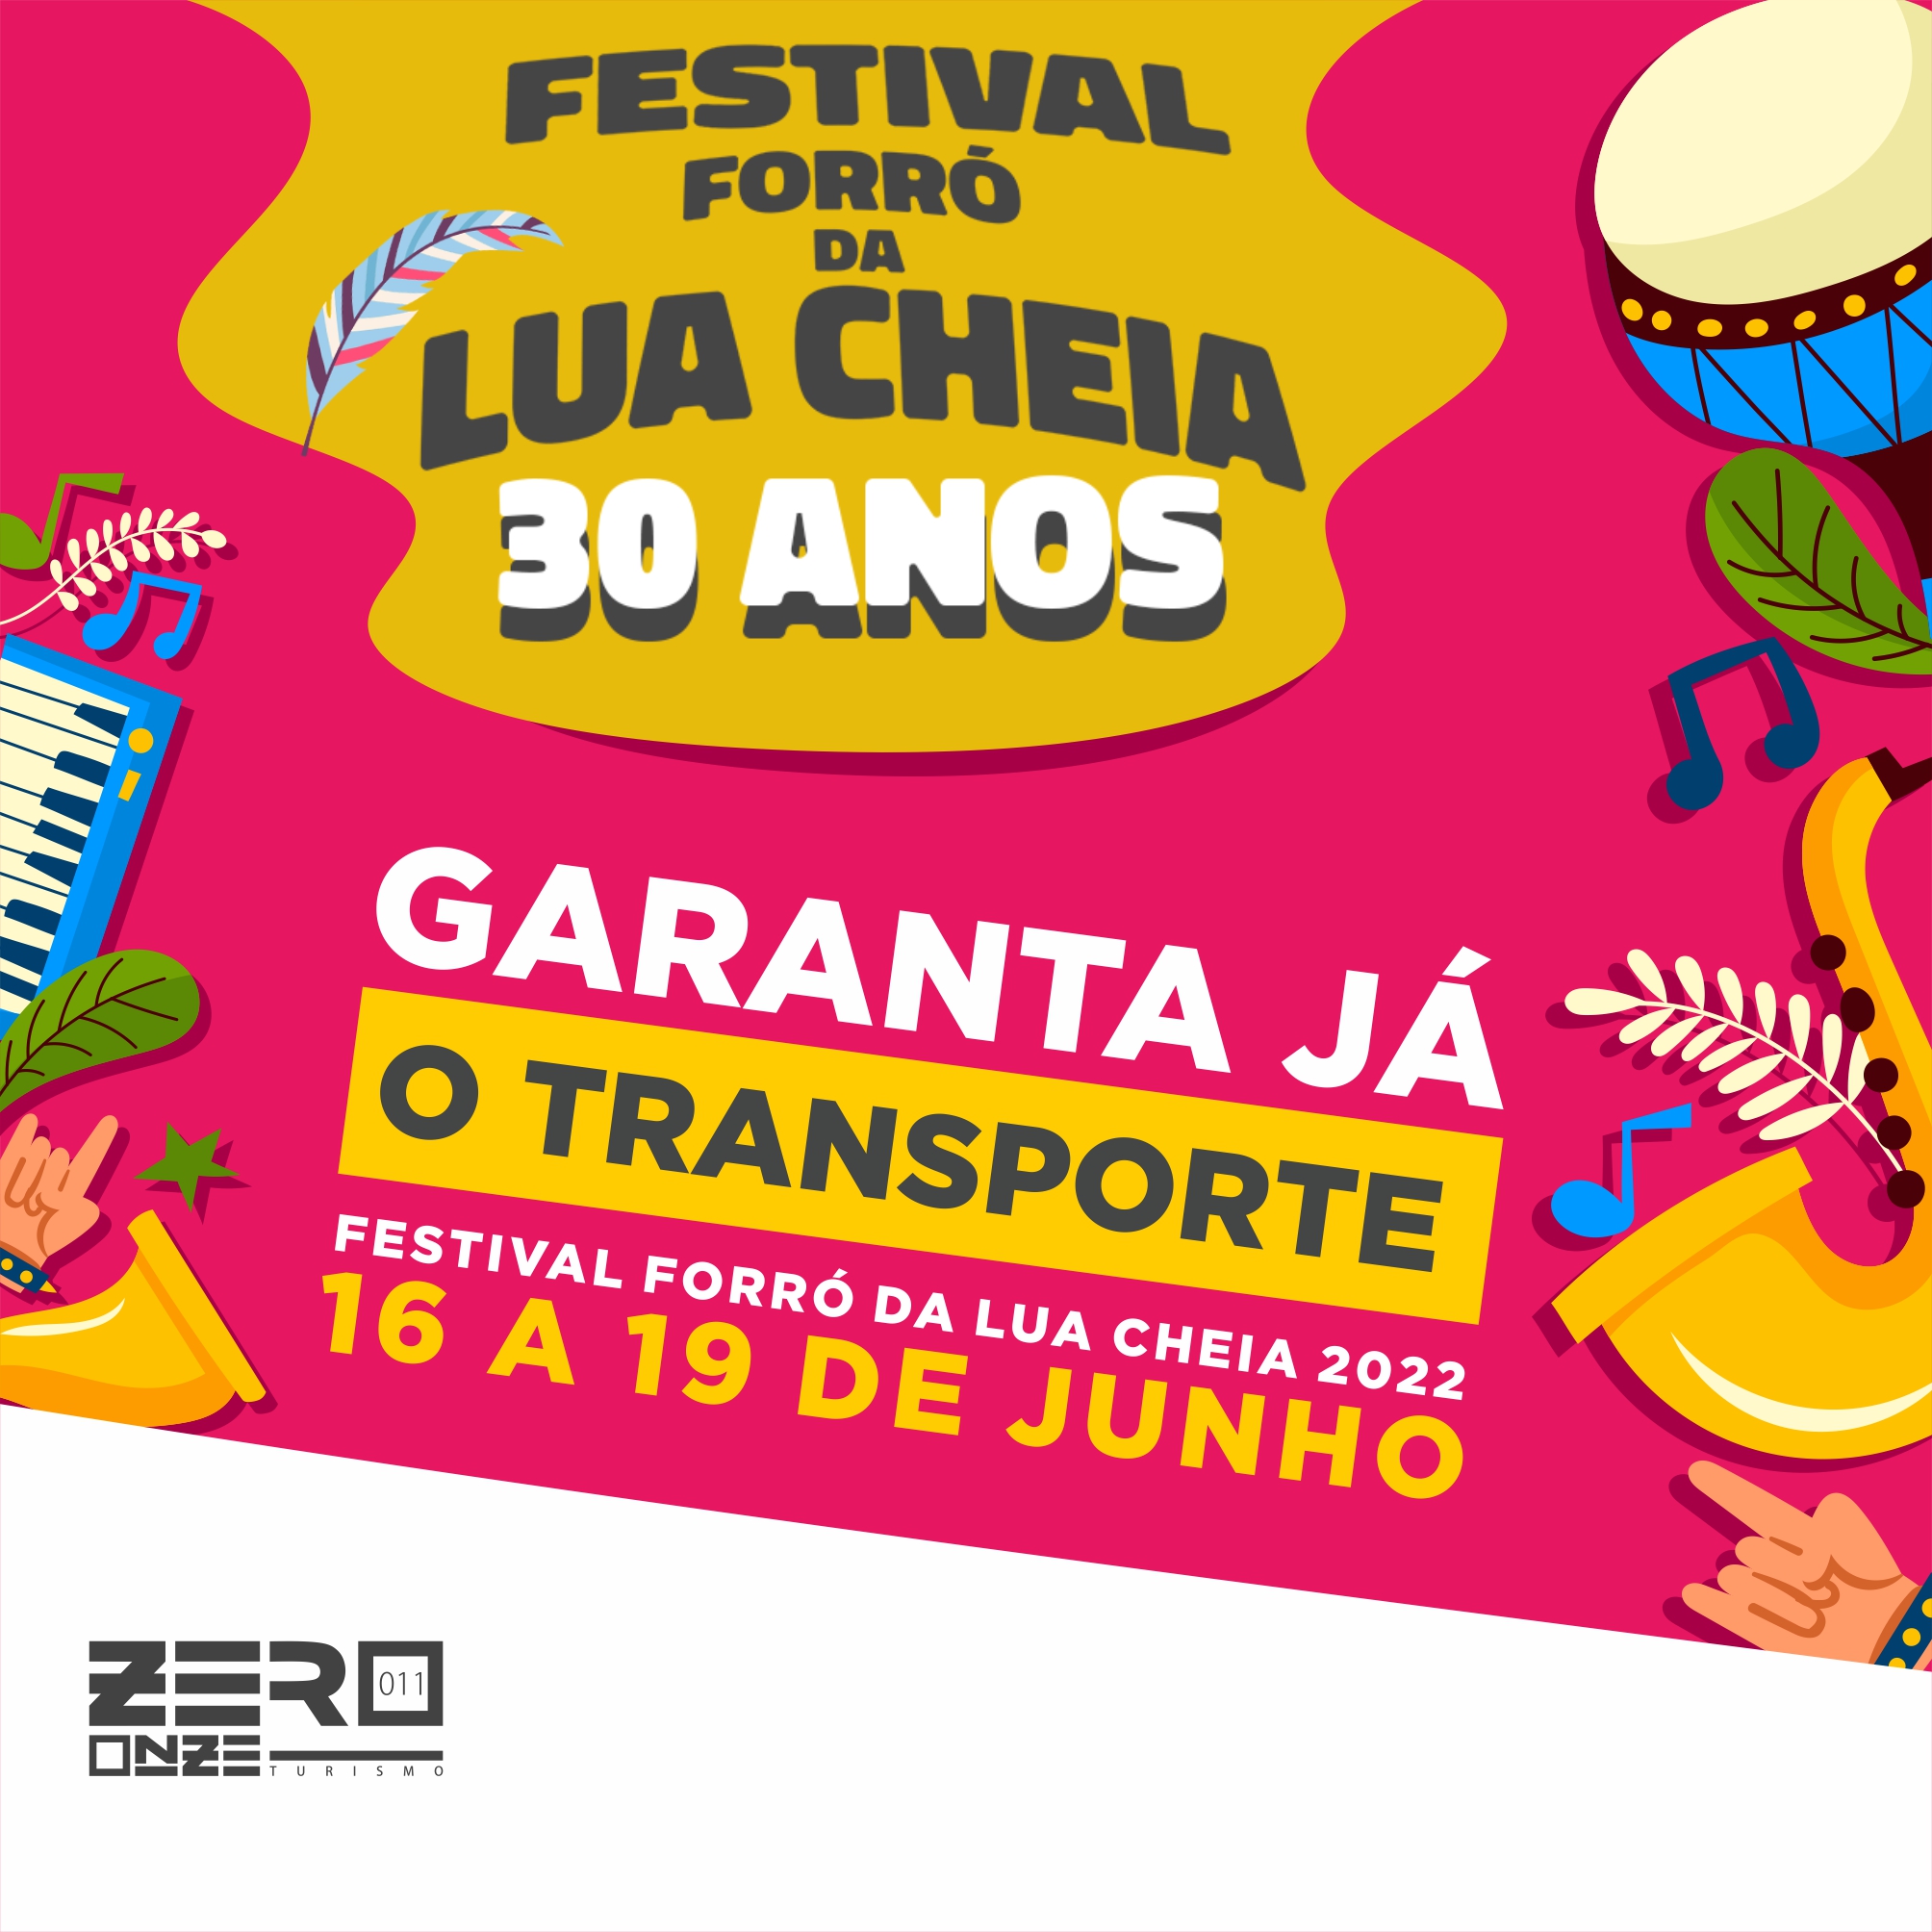 FESTIVAL
FORRÓ
DA
LUA CHEIA
30 ANOS
GARANTA JÁ
O TRANSPORTE
FESTIVAL FORRÓ DA LUA CHEIA 2022
16 A 19 DE JUNHO
ZERO
011
ONZE
TURISMO